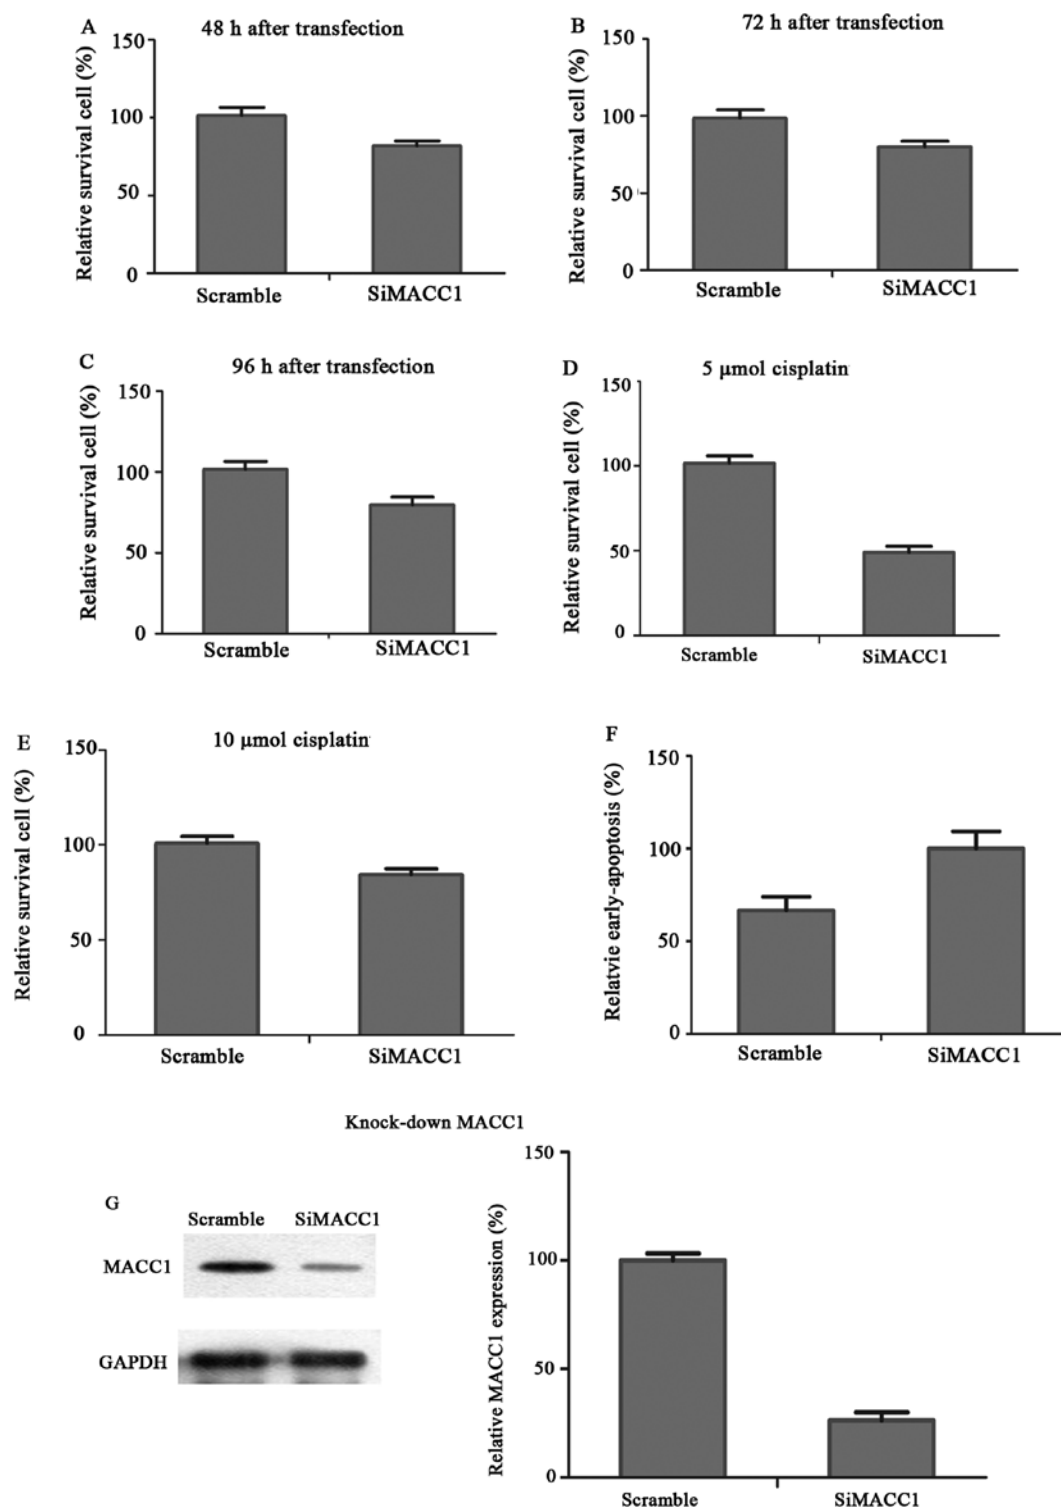 A
48 h after transfection
Relative survival cell (%)
150
100
50
0
Scramble
SiMACC1
B
72 h after transfection
Relative survival cell (%)
150
100
50
0
Scramble
SiMACC1
C
96 h after transfection
Relative survival cell (%)
150
100
50
0
Scramble
SiMACC1
D
5 μmol cisplatin
Relative survival cell (%)
150
100
50
0
Scramble
SiMACC1
E
10 μmol cisplatin
Relative survival cell (%)
150
100
50
0
Scramble
SiMACC1
F
Relatvie early-apoptosis (%)
150
100
50
0
Scramble
SiMACC1
Knock-down MACC1
G
Scramble SiMACC1
MACC1
GAPDH
Relative MACC1 expression (%)
150
100
50
0
Scramble
SiMACC1